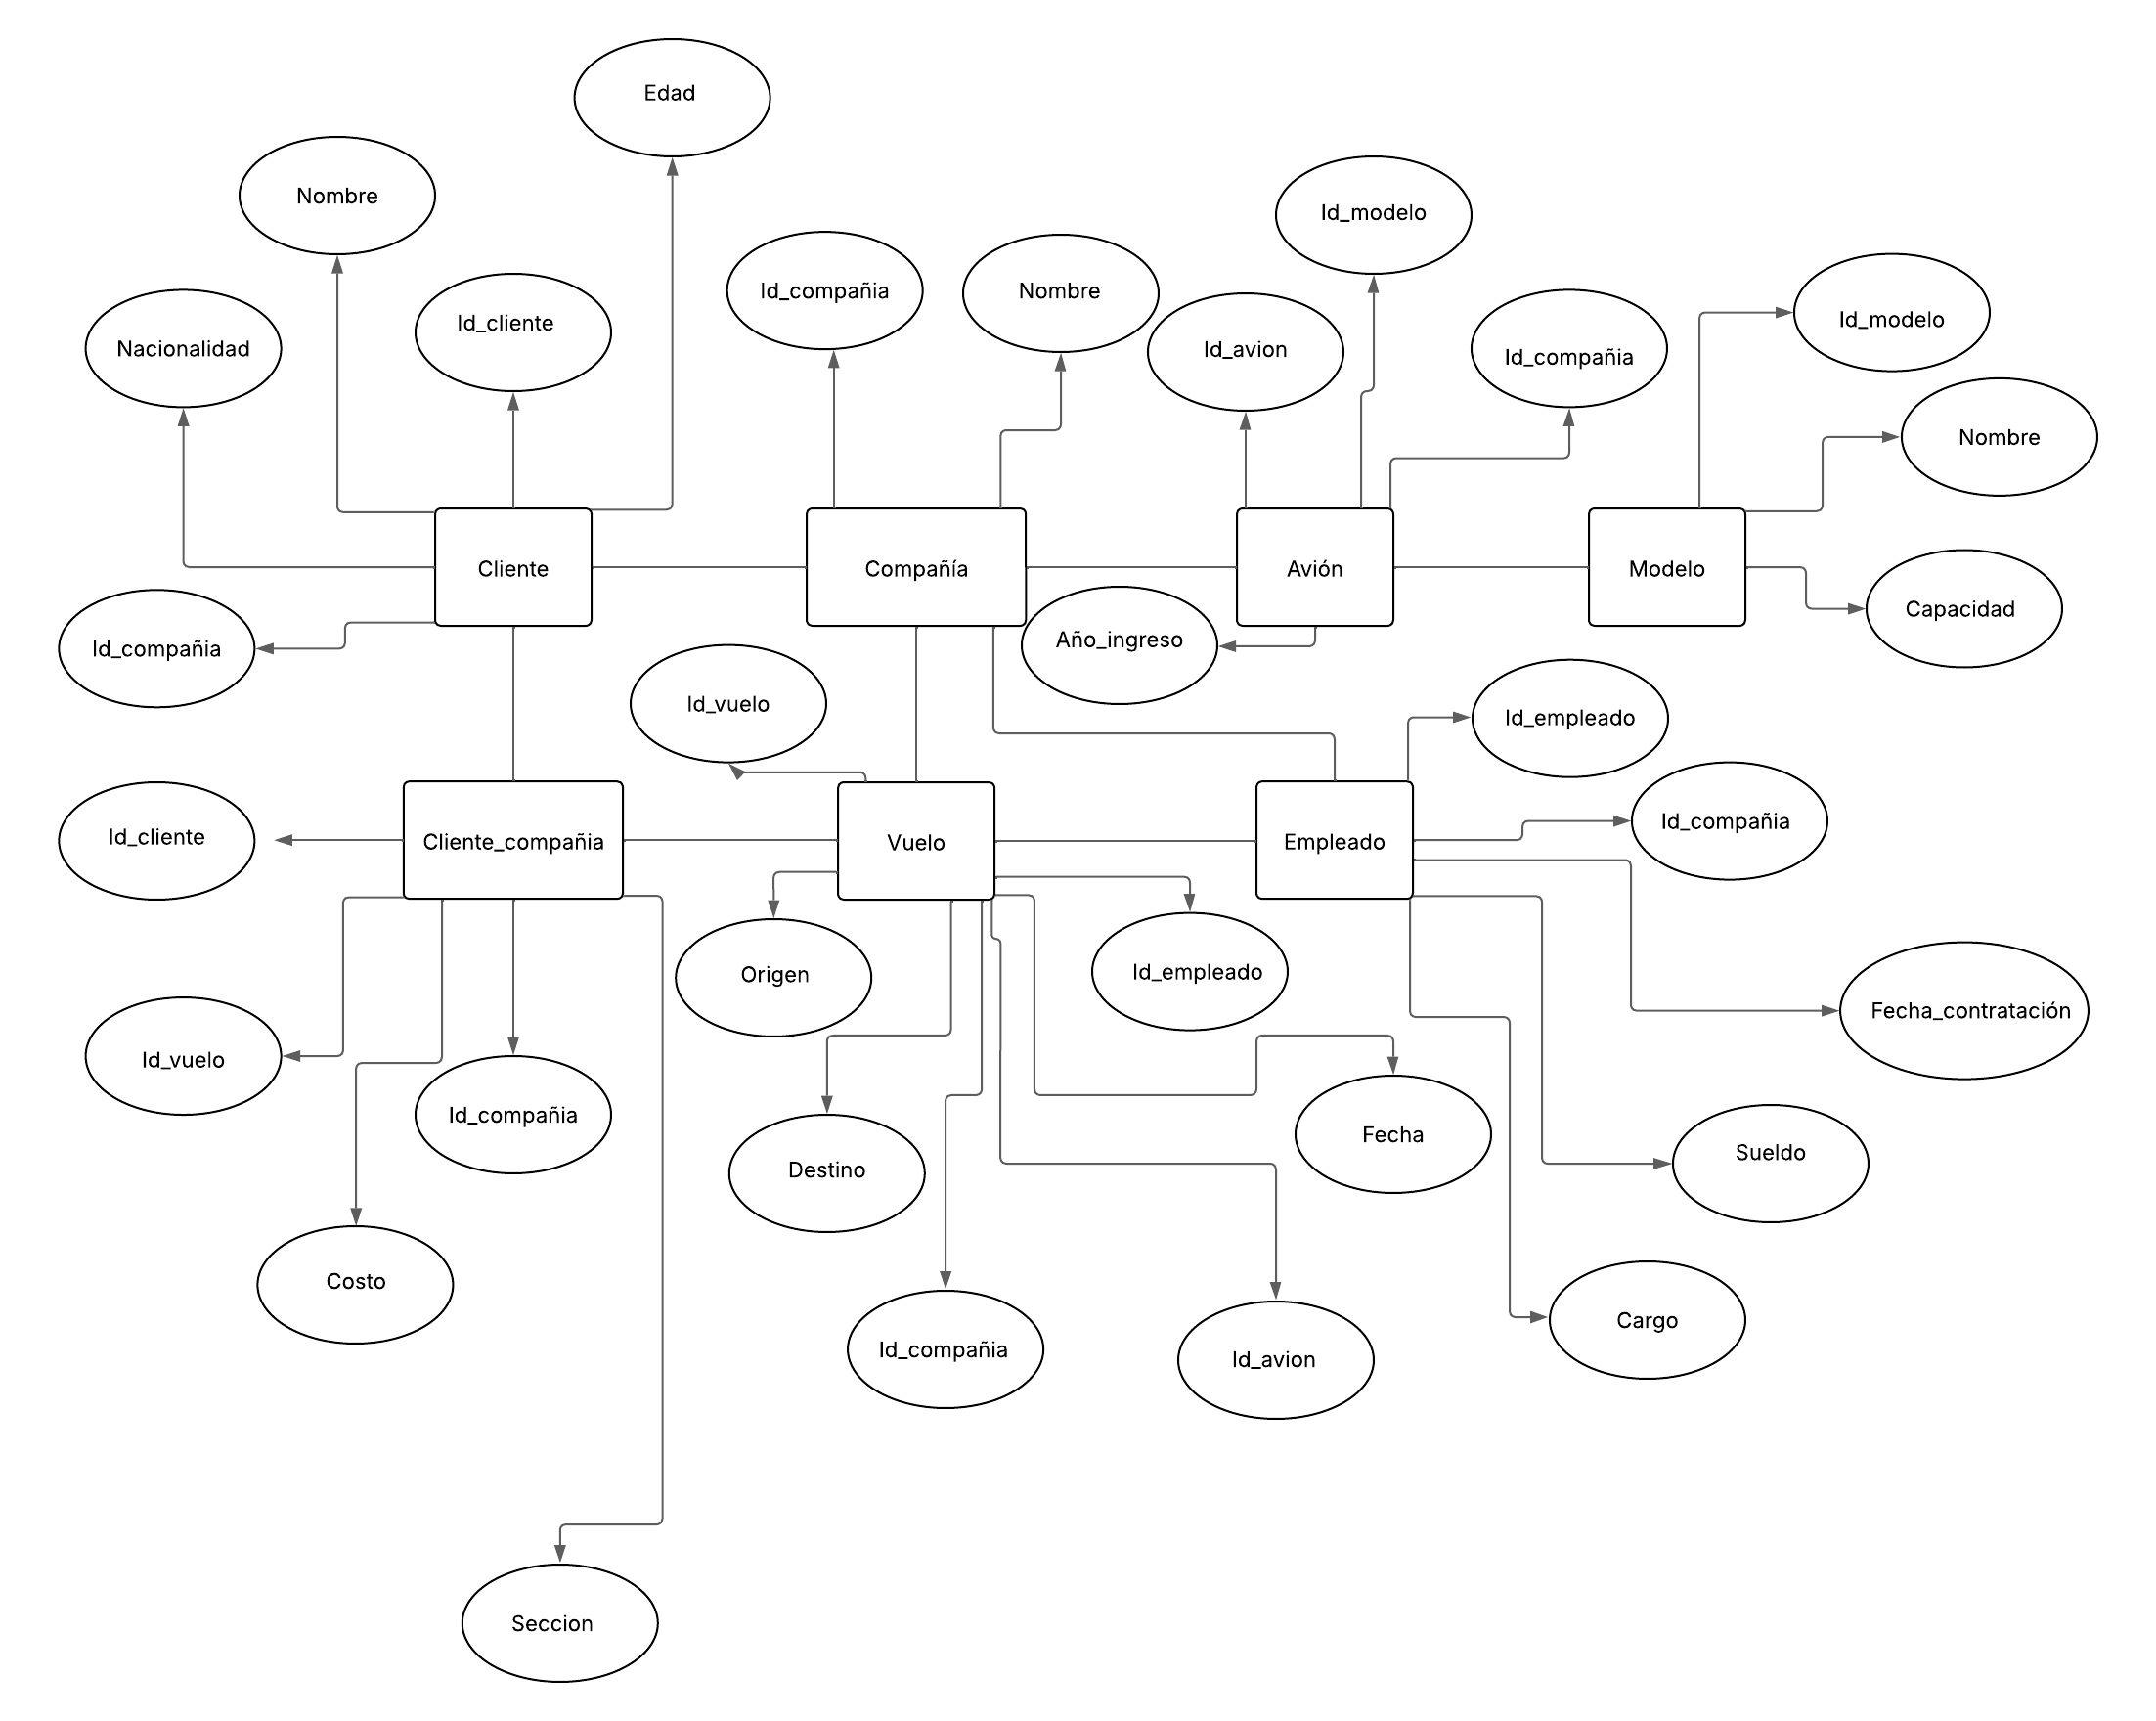 Edad
Nombre
Id_modelo
Id_compañia
Nombre
Id_modelo
Id_cliente
Nacionalidad
Id_avion
Id_compañia
Nombre
Cliente
Compañía
Avión
Modelo
Capacidad
Id_compañia
Año_ingreso
Id_vuelo
Id_empleado
Id_compañia
Id_cliente
Cliente_compañia
Vuelo
Empleado
Origen
Id_empleado
Fecha_contratación
Id_vuelo
Id_compañia
Fecha
Sueldo
Destino
Costo
Cargo
Id_compañia
Id_avion
Seccion